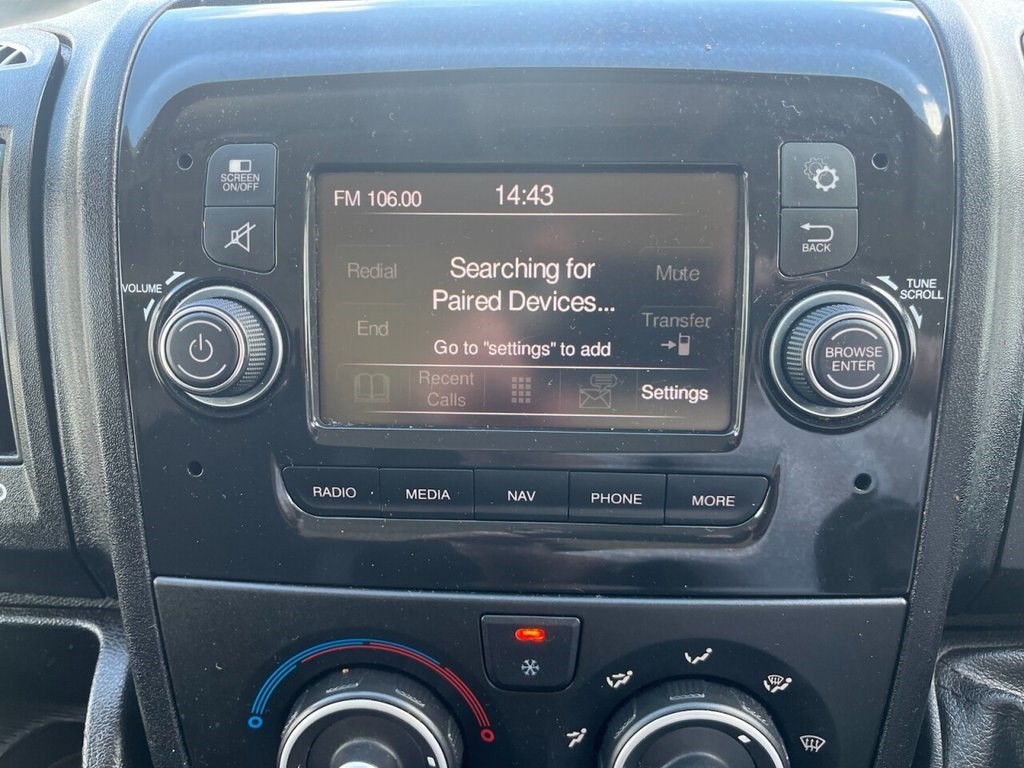 SCREEN
ON/OFF
FM 106.00
14:43
BACK
VOLUME
TUNE
SCROLL
Redial
Searching for
Paired Devices...
Mute
End
Transfer
Go to "settings" to add
BROWSE
ENTER
Recent
Calls
Settings
RADIO
MEDIA
NAV
PHONE
MORE